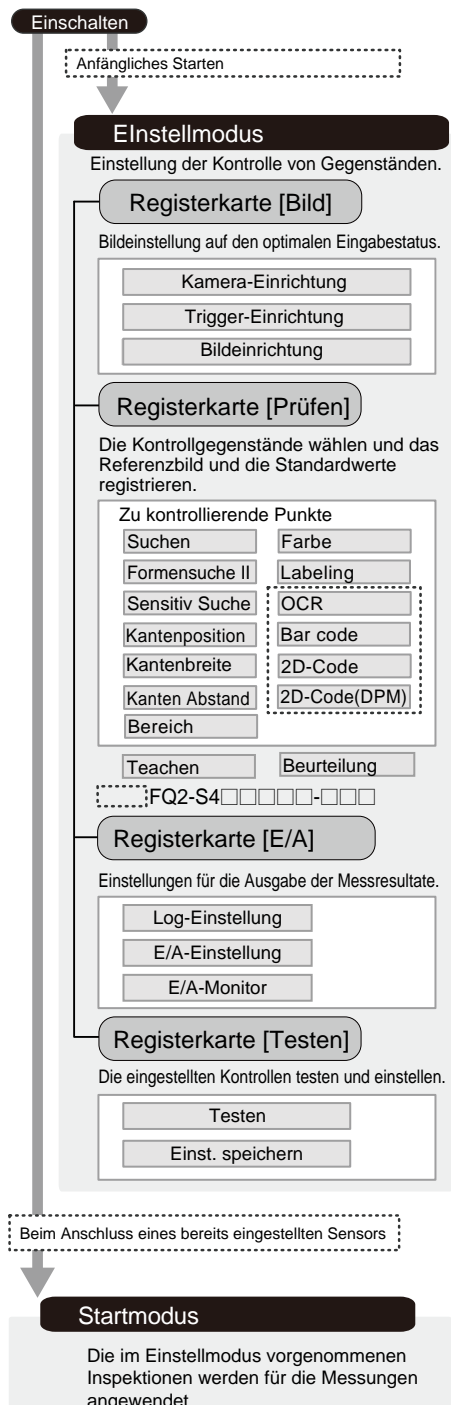 Einschalten
Anfängliches Starten
EInstellmodus
Einstellung der Kontrolle von Gegenständen.
Registerkarte [Bild]
Bildeinstellung auf den optimalen Eingabestatus.
Kamera-Einrichtung
Trigger-Einrichtung
Bildeinrichtung
Registerkarte [Prüfen]
Die Kontrollgegenstände wählen und das
Referenzbild und die Standardwerte
registrieren.
Zu kontrollierende Punkte
Suchen
Formensuche II
Sensitiv Suche
Kantenposition
Kantenbreite
Kanten Abstand
Bereich
Farbe
Labeling
OCR
Bar code
2D-Code
2D-Code(DPM)
Teachen
Beurteilung
FQ2-S4□□□□□-□□□
Registerkarte [E/A]
Einstellungen für die Ausgabe der Messresultate.
Log-Einstellung
E/A-Einstellung
E/A-Monitor
Registerkarte [Testen]
Die eingestellten Kontrollen testen und einstellen.
Testen
Einst. speichern
Beim Anschluss eines bereits eingestellten Sensors
Startmodus
Die im Einstellmodus vorgenommenen
Inspektionen werden für die Messungen
angewendet